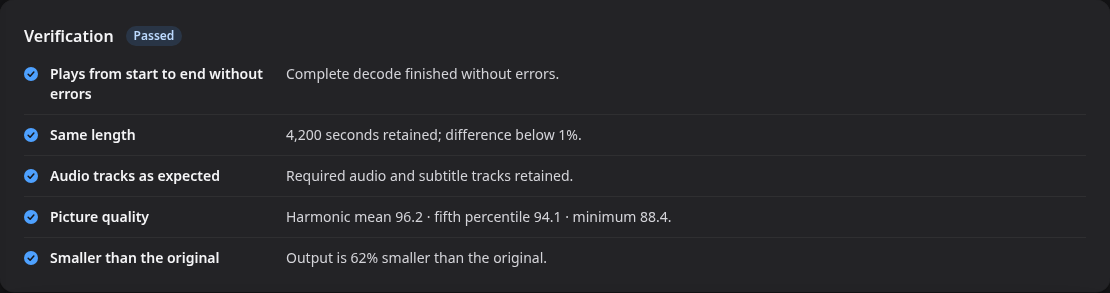 Verification Passed
Plays from start to end without errors
Complete decode finished without errors.
Same length
4,200 seconds retained; difference below 1%.
Audio tracks as expected
Required audio and subtitle tracks retained.
Picture quality
Harmonic mean 96.2 · fifth percentile 94.1 · minimum 88.4.
Smaller than the original
Output is 62% smaller than the original.